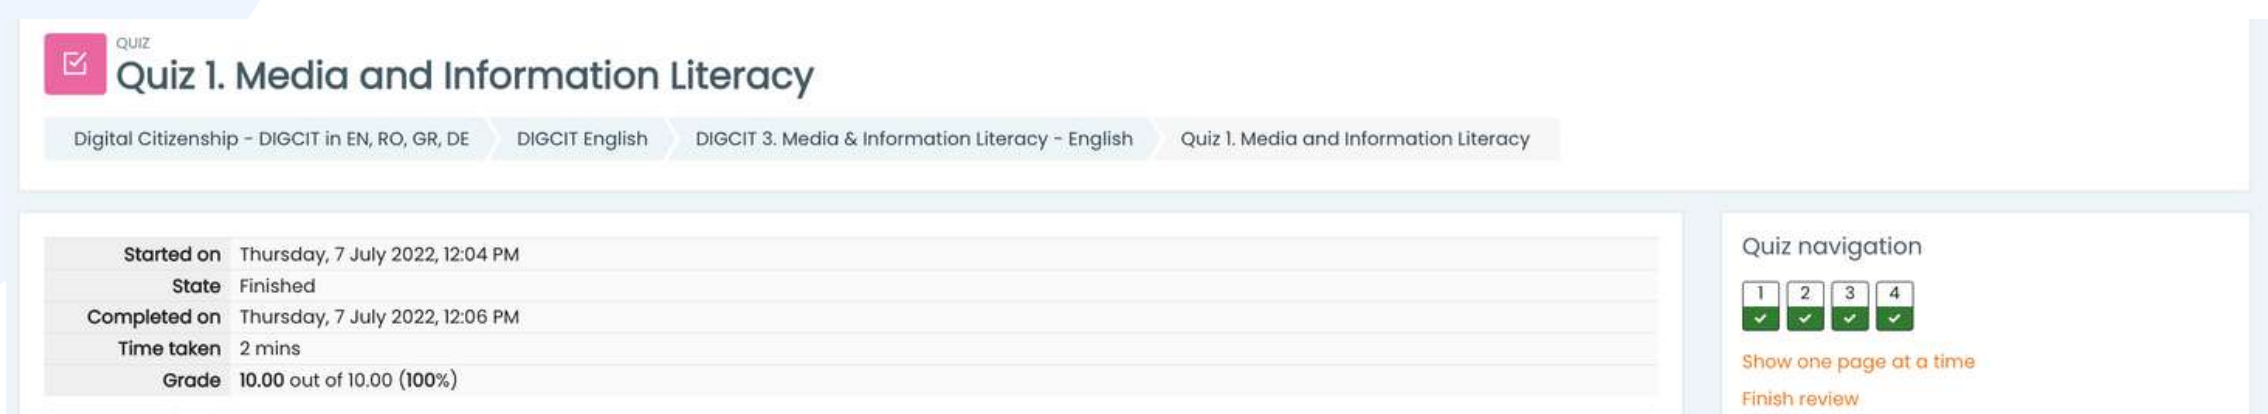 QUIZ
Quiz 1. Media and Information Literacy
Digital Citizenship - DIGCIT in EN, RO, GR, DE DIGCIT English DIGCIT 3. Media & Information Literacy - English Quiz 1. Media and Information Literacy
Started on Thursday, 7 July 2022, 12:04 PM
State Finished
Completed on Thursday, 7 July 2022, 12:06 PM
Time taken 2 mins
Grade 10.00 out of 10.00 (100%)
Quiz navigation
1 2 3 4
Show one page at a time
Finish review